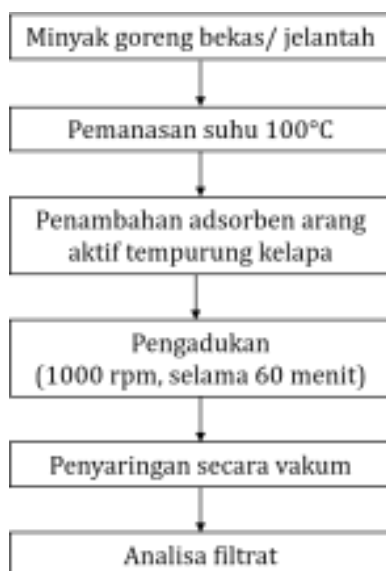 Minyak goreng bekas/ jelantah
Pemanasan suhu 100°C
Penambahan adsorben arang
aktif tempurung kelapa
Pengadukan
(1000 rpm, selama 60 menit)
Penyaringan secara vakum
Analisa filtrat